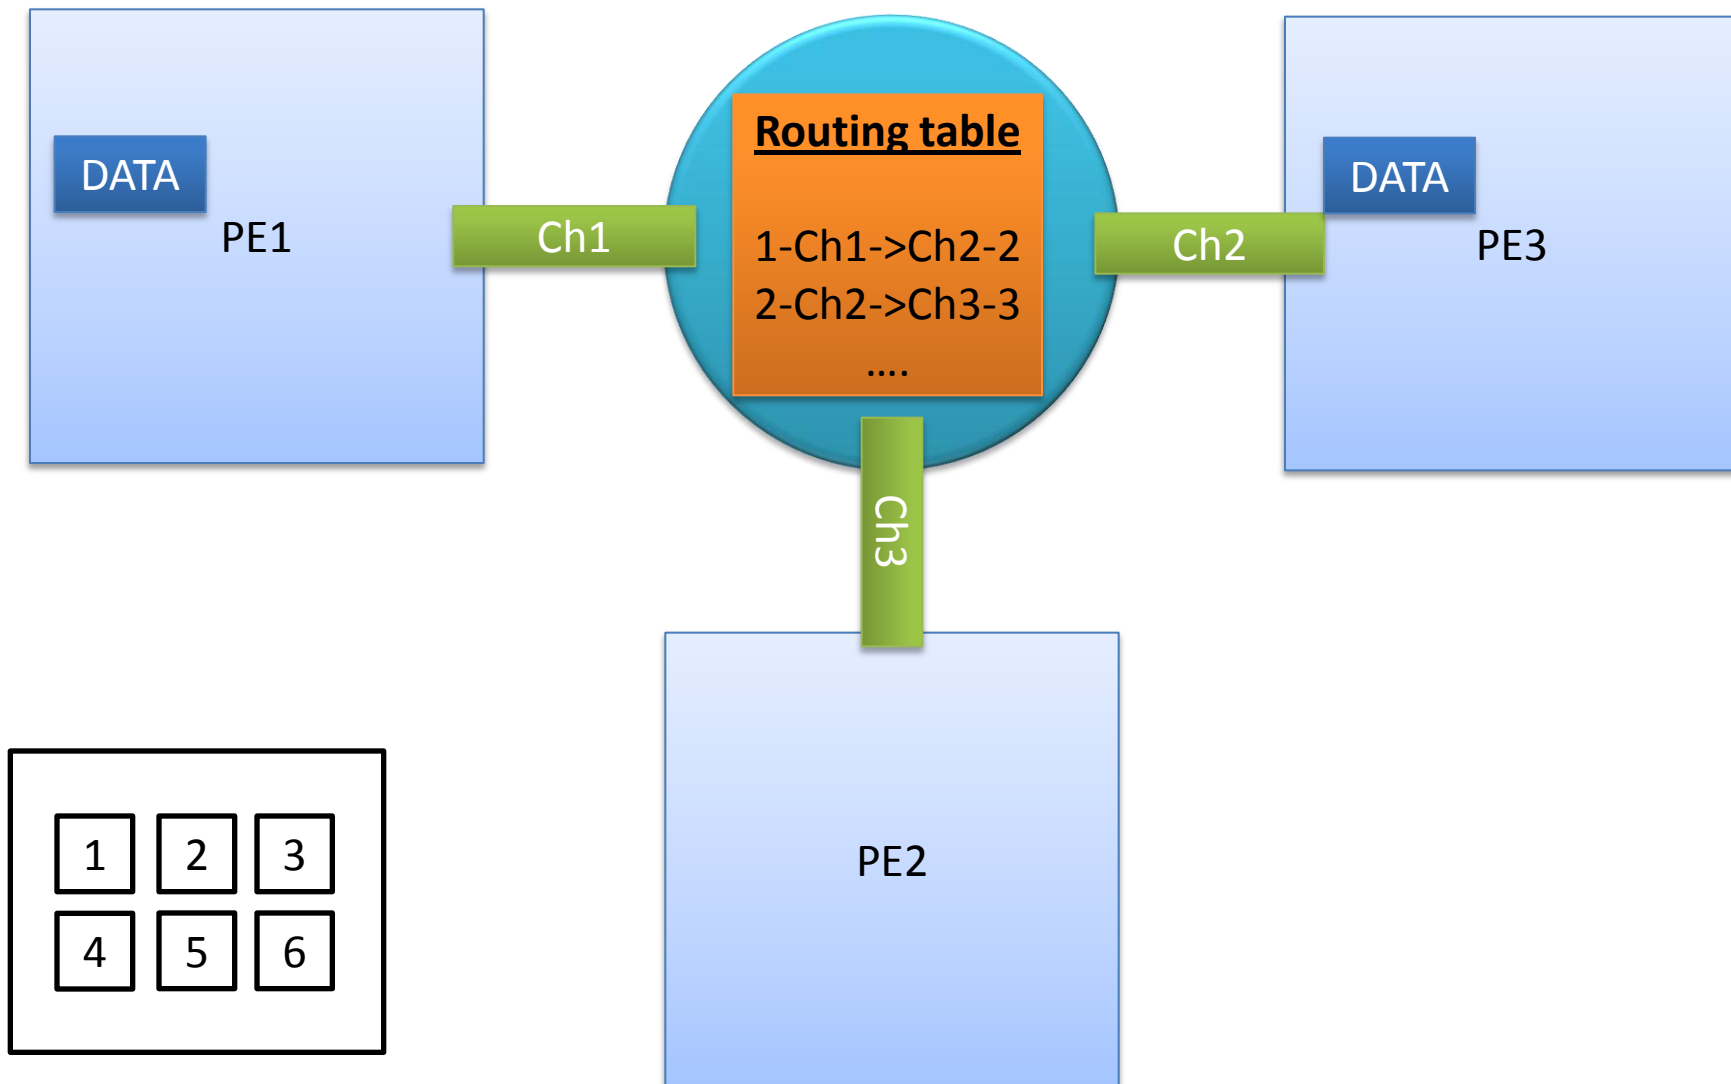 DATA
PE1
Ch1
Routing table
1-Ch1->Ch2-2
2-Ch2->Ch3-3
....
Ch2
DATA
PE3
Ch3
PE2
1 2 3
4 5 6